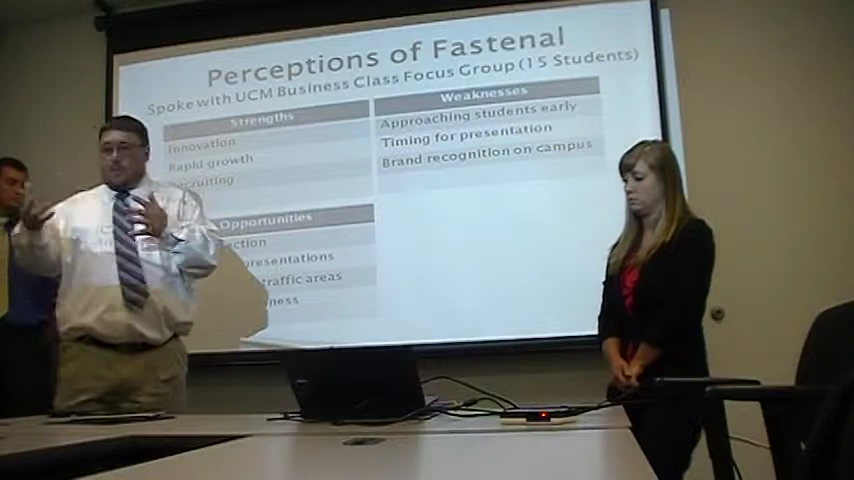 Perceptions of Fastenal
Spoke with UCM Business Class Focus Group (15 Students)
Strengths
Innovation
Rapid growth
Recruiting
Weaknesses
Approaching students early
Timing for presentation
Brand recognition on campus
Opportunities